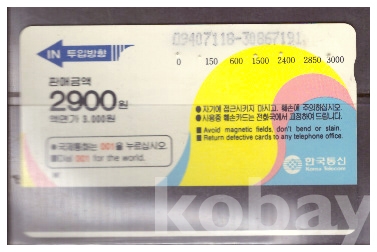 09407118-30867191
IN 투입방향
0 150 600 1500 2400 2850 3000
판매금액
2900원
액면가 3,000원
●자기에 접근시키지 마시고, 훼손에 주의하십시오.
●사용중 훼손카드는 전화국에서 교정하여 드립니다.
■ Avoid magnetic fields, don't bend or stain.
■ Return defective cards to any telephone office.
●국제통화는 001을 누르십시오
■Dial 001 for the world.
한국통신
Korea Telecom
kobay